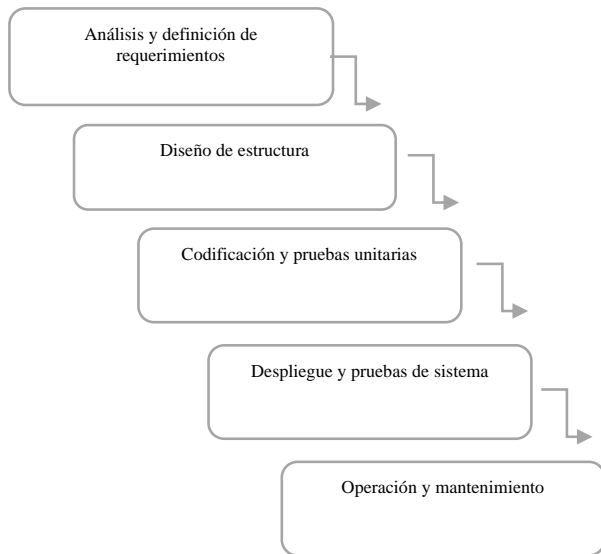 Análisis y definición de
requerimientos
Diseño de estructura
Codificación y pruebas unitarias
Despliegue y pruebas de sistema
Operación y mantenimiento